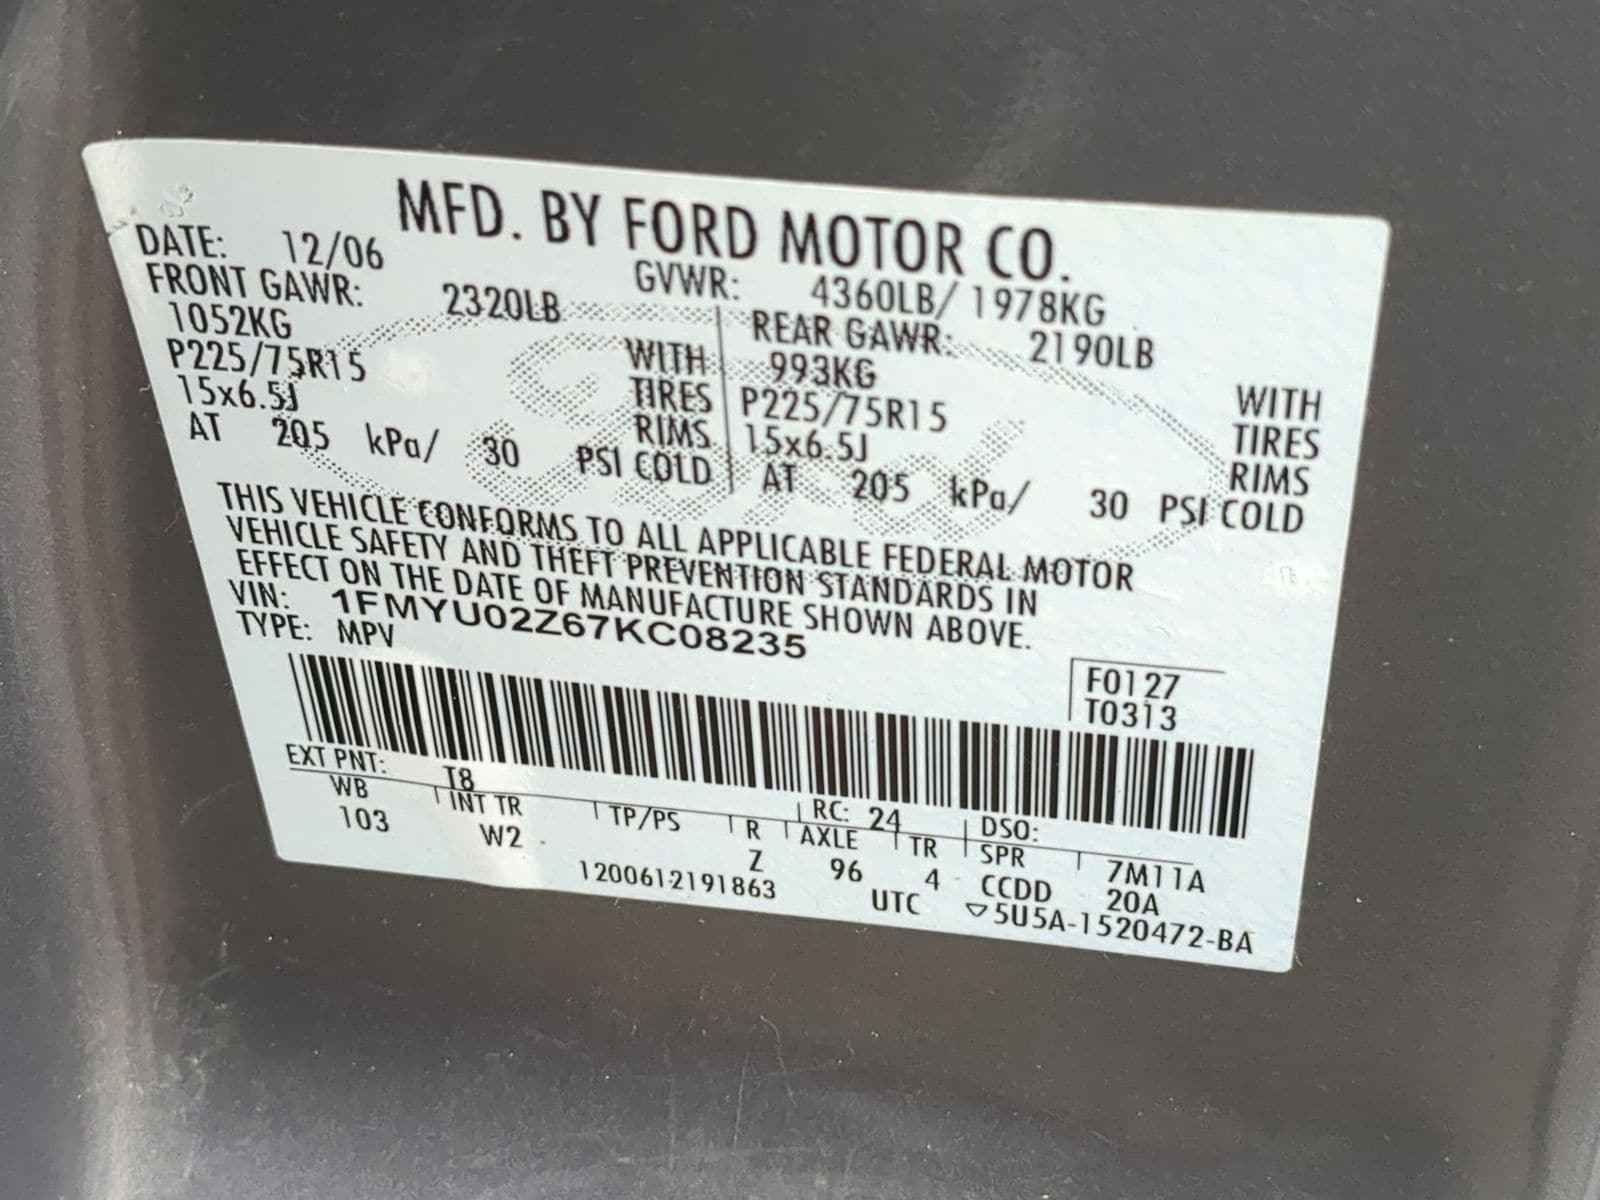 MFD. BY FORD MOTOR CO.
DATE: 12/06 GVWR: 4360LB/ 1978KG
FRONT GAWR: 2320LB REAR GAWR: 2190LB
1052KG WITH 993KG WITH
P225/75R15 TIRES P225/75R15 TIRES
15x6.5J RIMS 15x6.5J RIMS
AT 205 kPa/ 30 PSI COLD AT 205 kPa/ 30 PSI COLD
THIS VEHICLE CONFORMS TO ALL APPLICABLE FEDERAL MOTOR
VEHICLE SAFETY AND THEFT PREVENTION STANDARDS IN
EFFECT ON THE DATE OF MANUFACTURE SHOWN ABOVE.
VIN: 1FMYU02Z67KC08235
TYPE: MPV
F0127
T0313
EXT PNT: T8 RC: 24 DSO:
WB INT TR TP/PS R AXLE TR SPR 7M11A
103 W2 Z 96 4 CCDD 20A
1200612191863 UTC ▽5U5A-1520472-BA
Ford